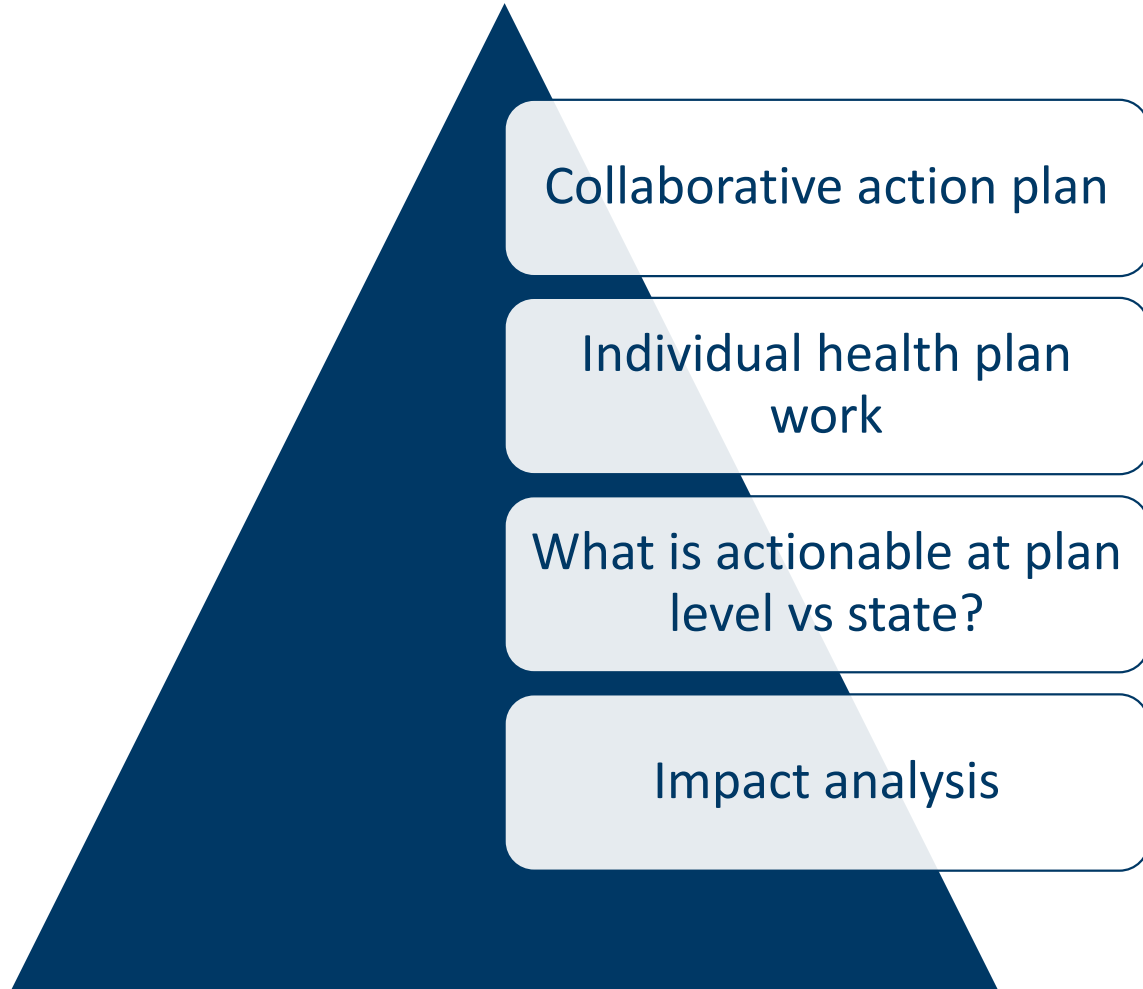 Collaborative action plan
Individual health plan
work
What is actionable at plan
level vs state?
Impact analysis